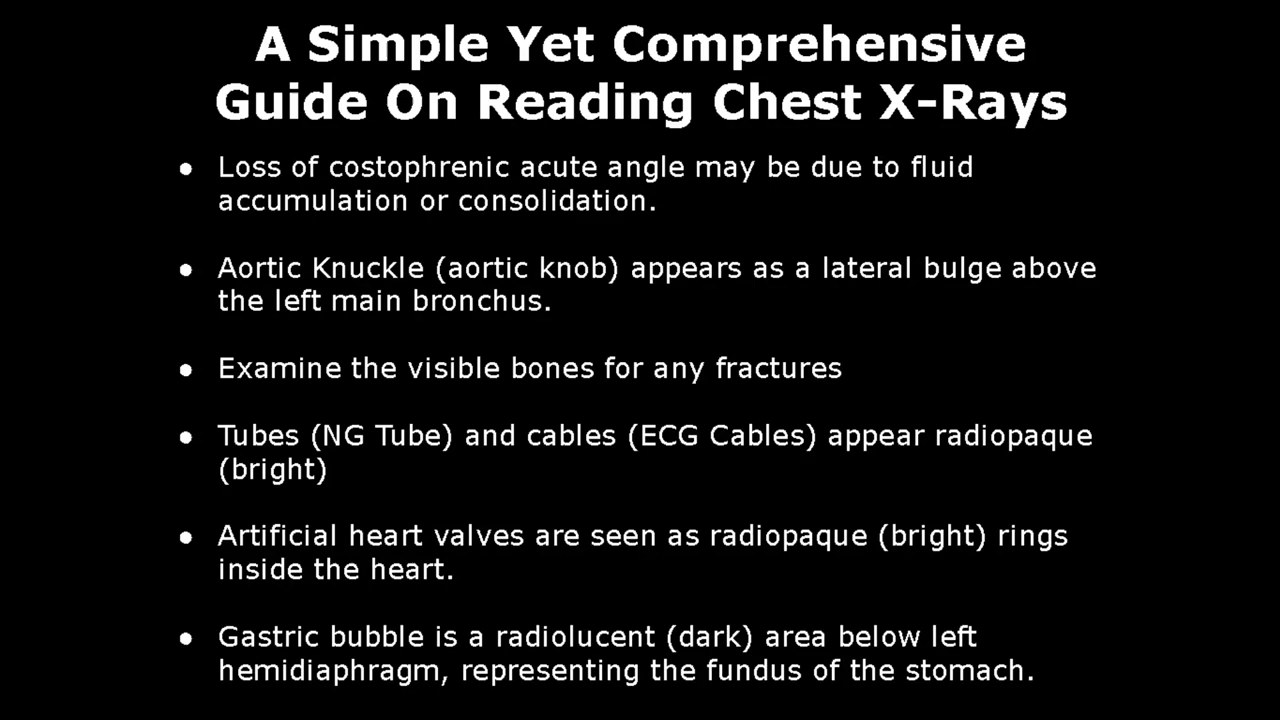 A Simple Yet Comprehensive
Guide On Reading Chest X-Rays
● Loss of costophrenic acute angle may be due to fluid
accumulation or consolidation.
● Aortic Knuckle (aortic knob) appears as a lateral bulge above
the left main bronchus.
● Examine the visible bones for any fractures
● Tubes (NG Tube) and cables (ECG Cables) appear radiopaque
(bright)
● Artificial heart valves are seen as radiopaque (bright) rings
inside the heart.
● Gastric bubble is a radiolucent (dark) area below left
hemidiaphragm, representing the fundus of the stomach.